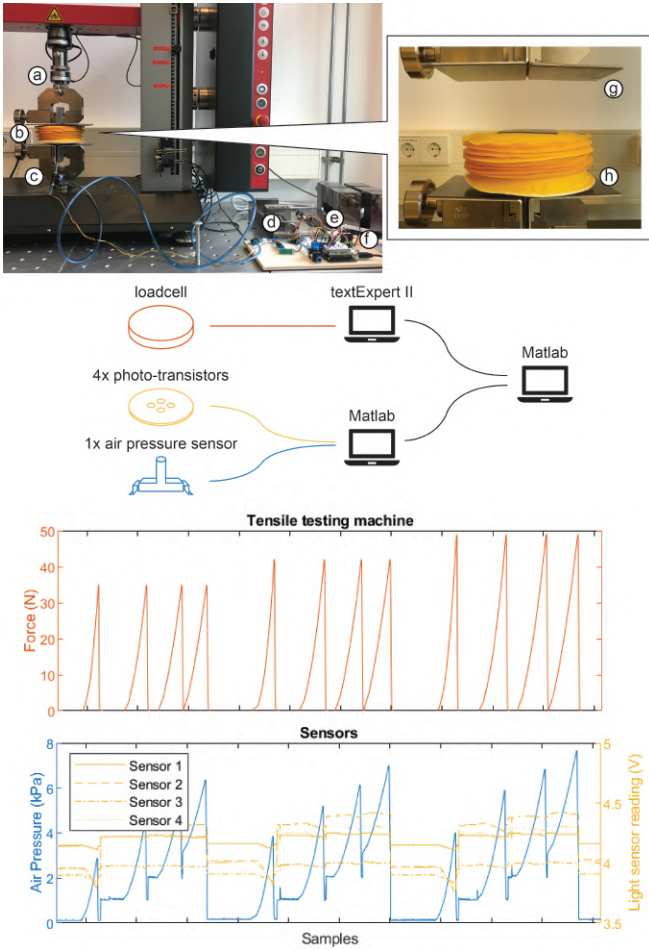 a
b
c
d
e
f
g
h
loadcell
textExpert II
4x photo-transistors
1x air pressure sensor
Matlab
Matlab
Tensile testing machine
Force (N)
50
40
30
20
10
0
Sensors
Air Pressure (kPa)
8
6
4
2
0
Sensor 1
Sensor 2
Sensor 3
Sensor 4
Light sensor reading (V)
5
4.5
4
3.5
Samples